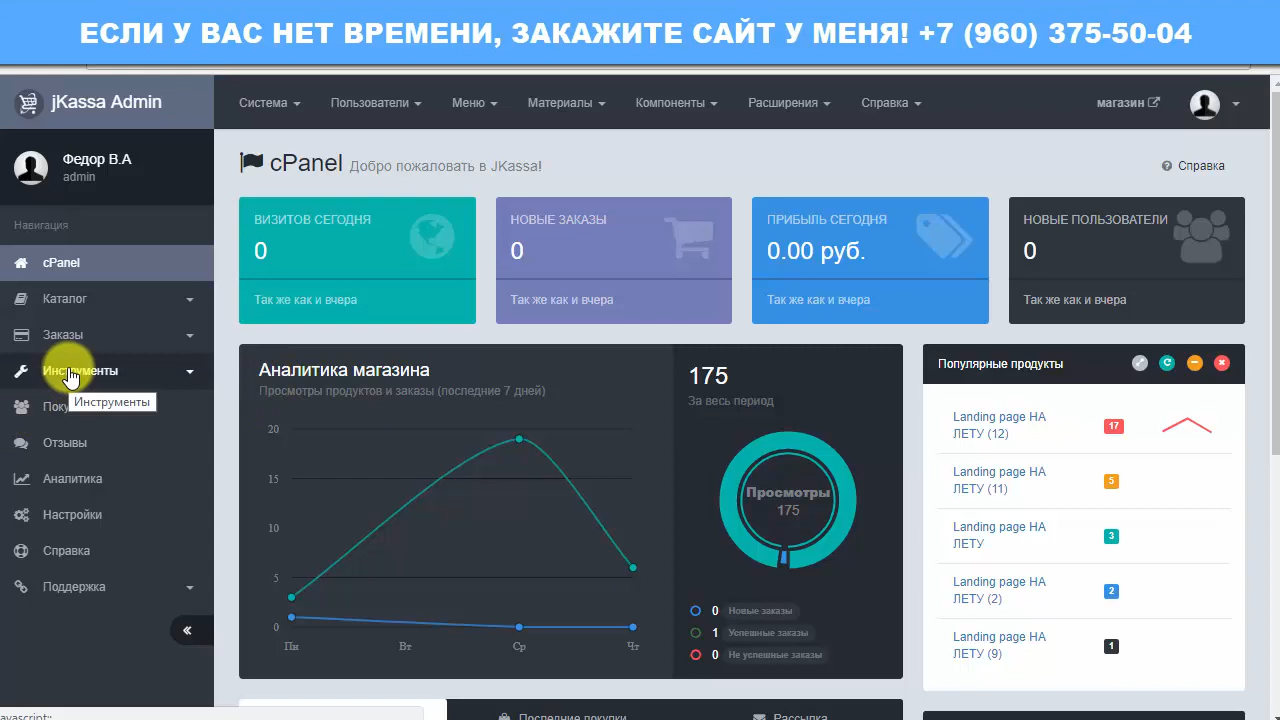 ЕСЛИ У ВАС НЕТ ВРЕМЕНИ, ЗАКАЖИТЕ САЙТ У МЕНЯ! +7 (960) 375-50-04
jKassa Admin
Система
Пользователи
Меню
Материалы
Компоненты
Расширения
Справка
магазин
Федор В.А
admin
Навигация
cPanel
Каталог
Заказы
Инструменты
Инструменты
Отзывы
Аналитика
Настройки
Справка
Поддержка
cPanel Добро пожаловать в JKassa!
Справка
ВИЗИТОВ СЕГОДНЯ
0
Так же как и вчера
НОВЫЕ ЗАКАЗЫ
0
Так же как и вчера
ПРИБЫЛЬ СЕГОДНЯ
0.00 руб.
Так же как и вчера
НОВЫЕ ПОЛЬЗОВАТЕЛИ
0
Так же как и вчера
Аналитика магазина
Просмотры продуктов и заказы (последние 7 дней)
20
15
10
5
0
Пн
Вт
Ср
Чт
175
За весь период
Просмотры
175
0 Новые заказы
1 Успешные заказы
0 Не успешные заказы
Популярные продукты
Landing page НА
ЛЕТУ (12)
17
Landing page НА
ЛЕТУ (11)
5
Landing page НА
ЛЕТУ
3
Landing page НА
ЛЕТУ (2)
2
Landing page НА
ЛЕТУ (9)
1
Последние покупки
Рассылка